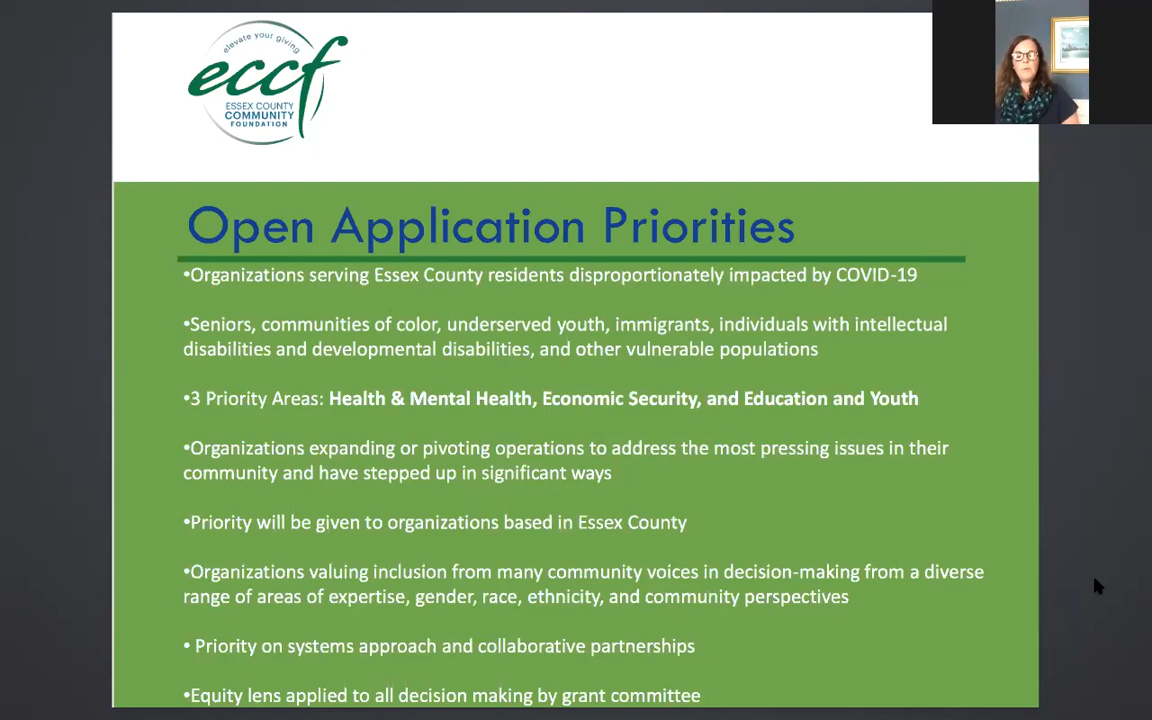 elevate your giving
eccf
ESSEX COUNTY
COMMUNITY
FOUNDATION
Open Application Priorities
•Organizations serving Essex County residents disproportionately impacted by COVID-19
•Seniors, communities of color, underserved youth, immigrants, individuals with intellectual
disabilities and developmental disabilities, and other vulnerable populations
•3 Priority Areas: Health & Mental Health, Economic Security, and Education and Youth
•Organizations expanding or pivoting operations to address the most pressing issues in their
community and have stepped up in significant ways
•Priority will be given to organizations based in Essex County
•Organizations valuing inclusion from many community voices in decision-making from a diverse
range of areas of expertise, gender, race, ethnicity, and community perspectives
• Priority on systems approach and collaborative partnerships
•Equity lens applied to all decision making by grant committee